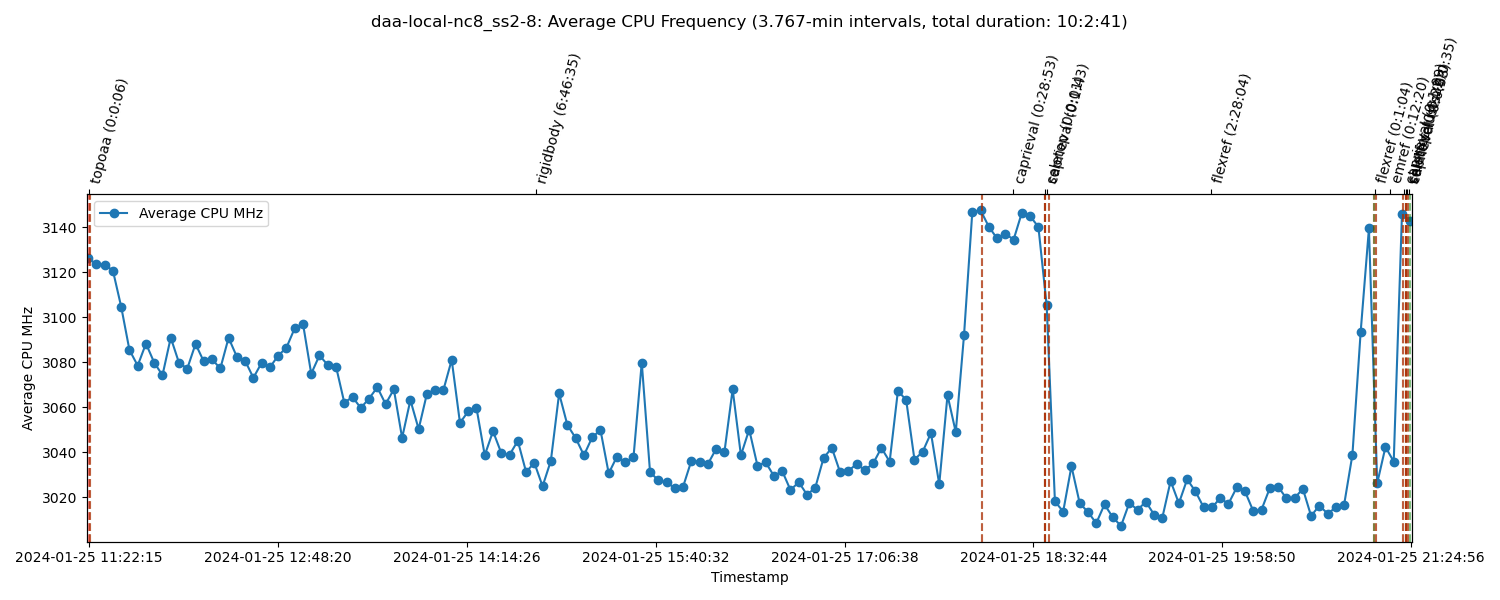 daa-local-nc8_ss2-8: Average CPU Frequency (3.767-min intervals, total duration: 10:2:41)
topoaa (0:0:06)
rigidbody (6:46:35)
caprieval (0:28:53)
flexref (2:28:04)
flexref (0:1:04)
emref (0:12:20)
Average CPU MHz
3140
3120
3100
3080
3060
3040
3020
Average CPU MHz
2024-01-25 11:22:15
2024-01-25 12:48:20
2024-01-25 14:14:26
2024-01-25 15:40:32
2024-01-25 17:06:38
2024-01-25 18:32:44
2024-01-25 19:58:50
2024-01-25 21:24:56
Timestamp